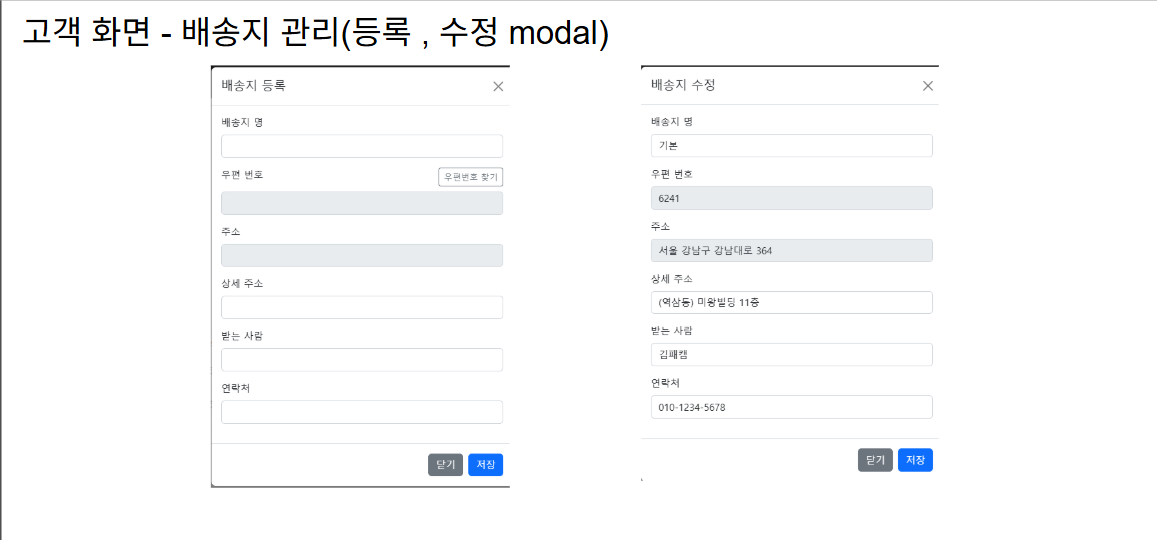 고객 화면 - 배송지 관리(등록 , 수정 modal)
배송지 등록
배송지 명
우편 번호
우편번호 찾기
주소
상세 주소
받는 사람
연락처
닫기
저장
배송지 수정
배송지 명
기본
우편 번호
6241
주소
서울 강남구 강남대로 364
상세 주소
(역삼동) 미왕빌딩 11층
받는 사람
김패캠
연락처
010-1234-5678
닫기
저장